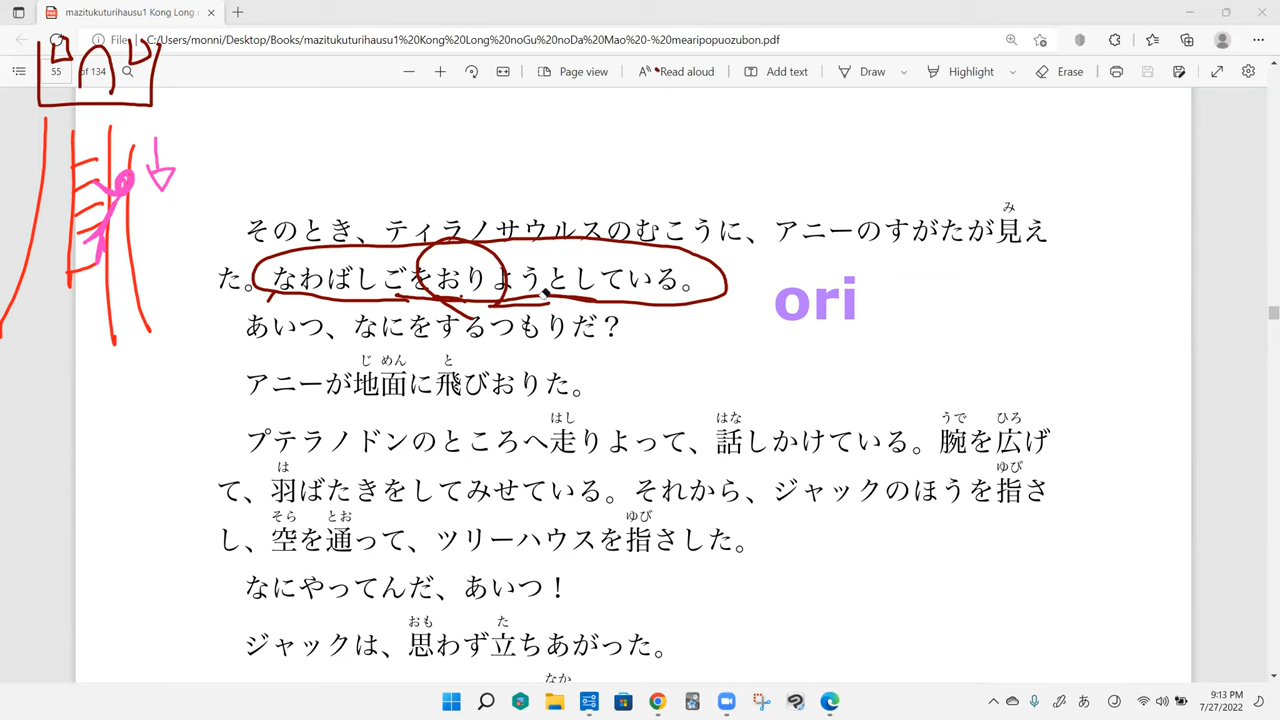 mazitukuturihausu1 Kong Long
File
C:/Users/monni/Desktop/Books/mazitukuturihausu1%20Kong%20Long%20noGu%20noDa%20Mao%20-%20mearipopuozubon.pdf
55 of 134
Page view
Read aloud
Add text
Draw
Highlight
Erase
み
そのとき、ティラノサウルスのむこうに、アニーのすがたが見え
た。なわばしごをおりようとしている。
ori
あいつ、なにをするつもりだ？
じ めん と
アニーが地面に飛びおりた。
はし はな うで ひろ
プテラノドンのところへ走りよって、話しかけている。腕を広げ
は ゆび
て、羽ばたきをしてみせている。それから、ジャックのほうを指さ
そら とお ゆび
し、空を通って、ツリーハウスを指さした。
なにやってんだ、あいつ！
おも た
ジャックは、思わず立ちあがった。
なか
あ
9:13 PM
7/27/2022